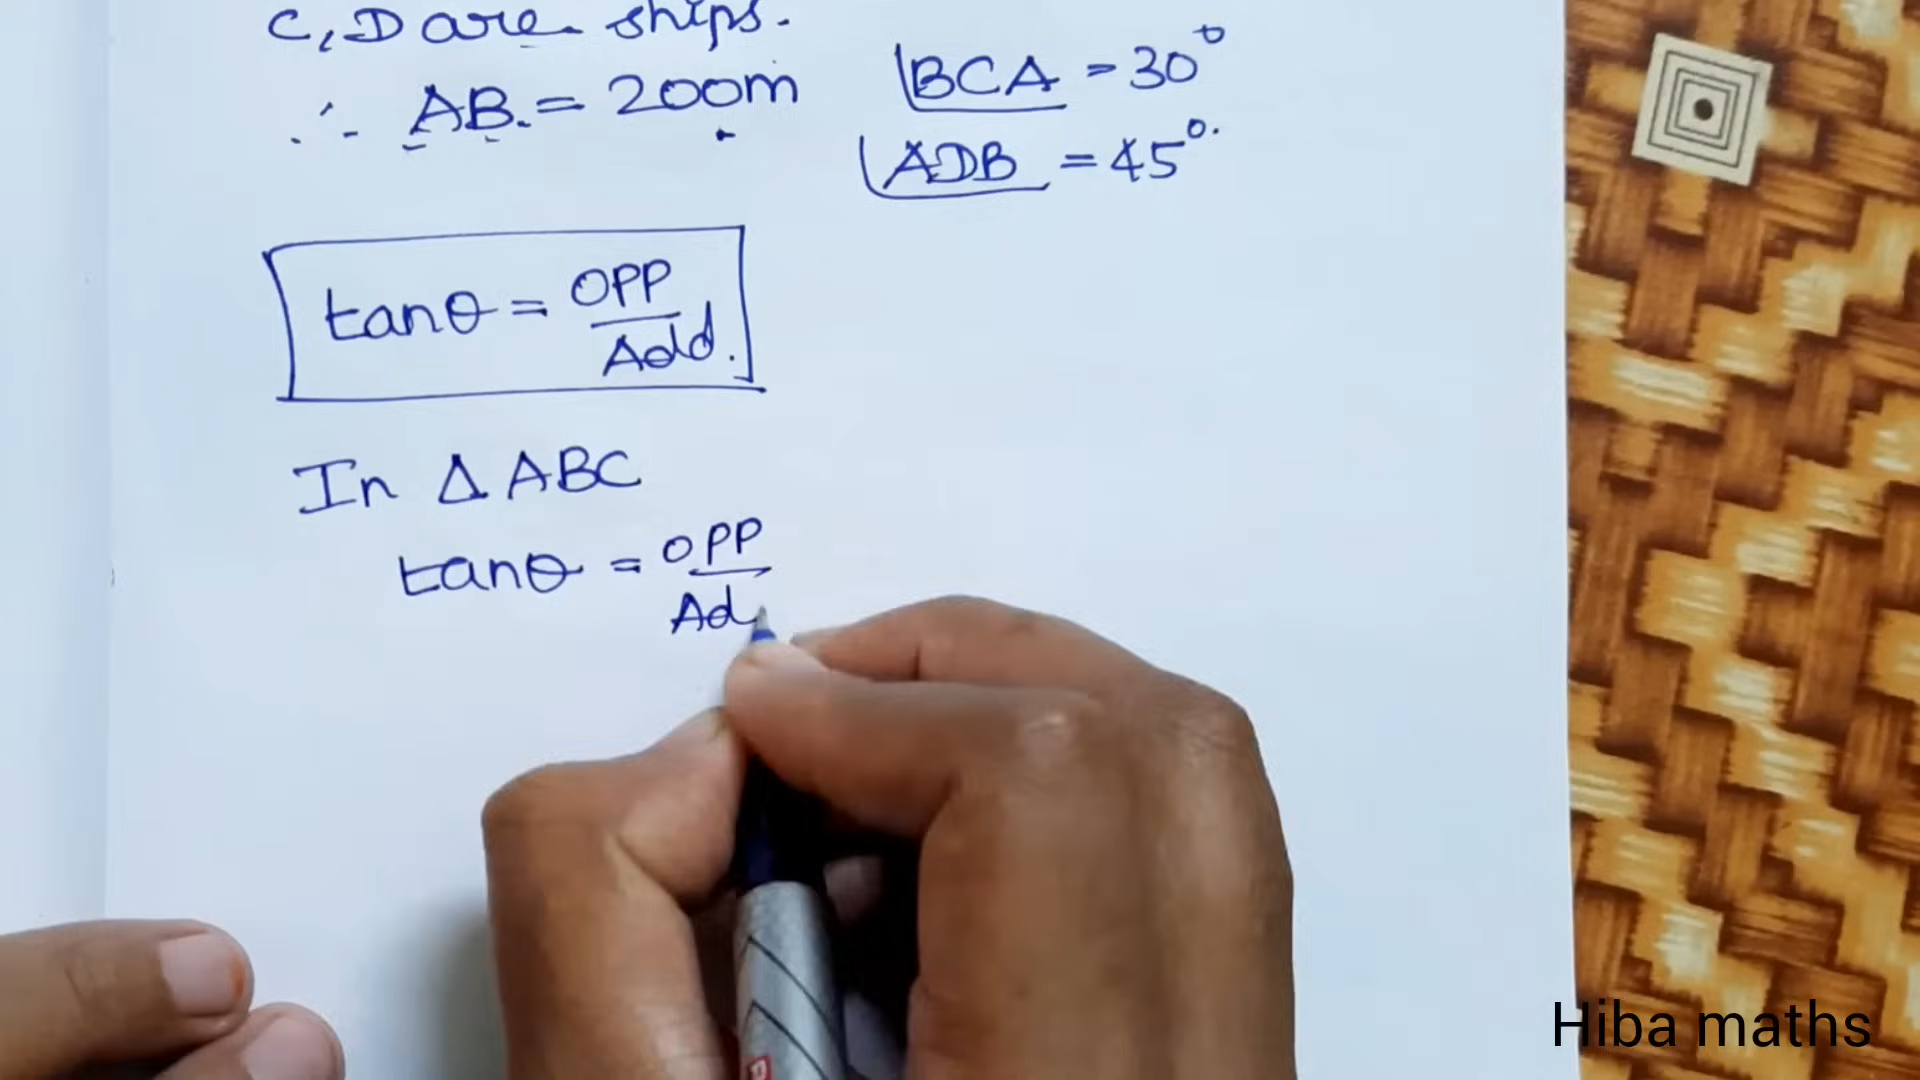 C, D are ships.
∴ AB. = 200m
∠BCA = 30°
∠ADB = 45°.
tanθ = OPP/Add.
In Δ ABC
tanθ = OPP/Ad
Hiba maths